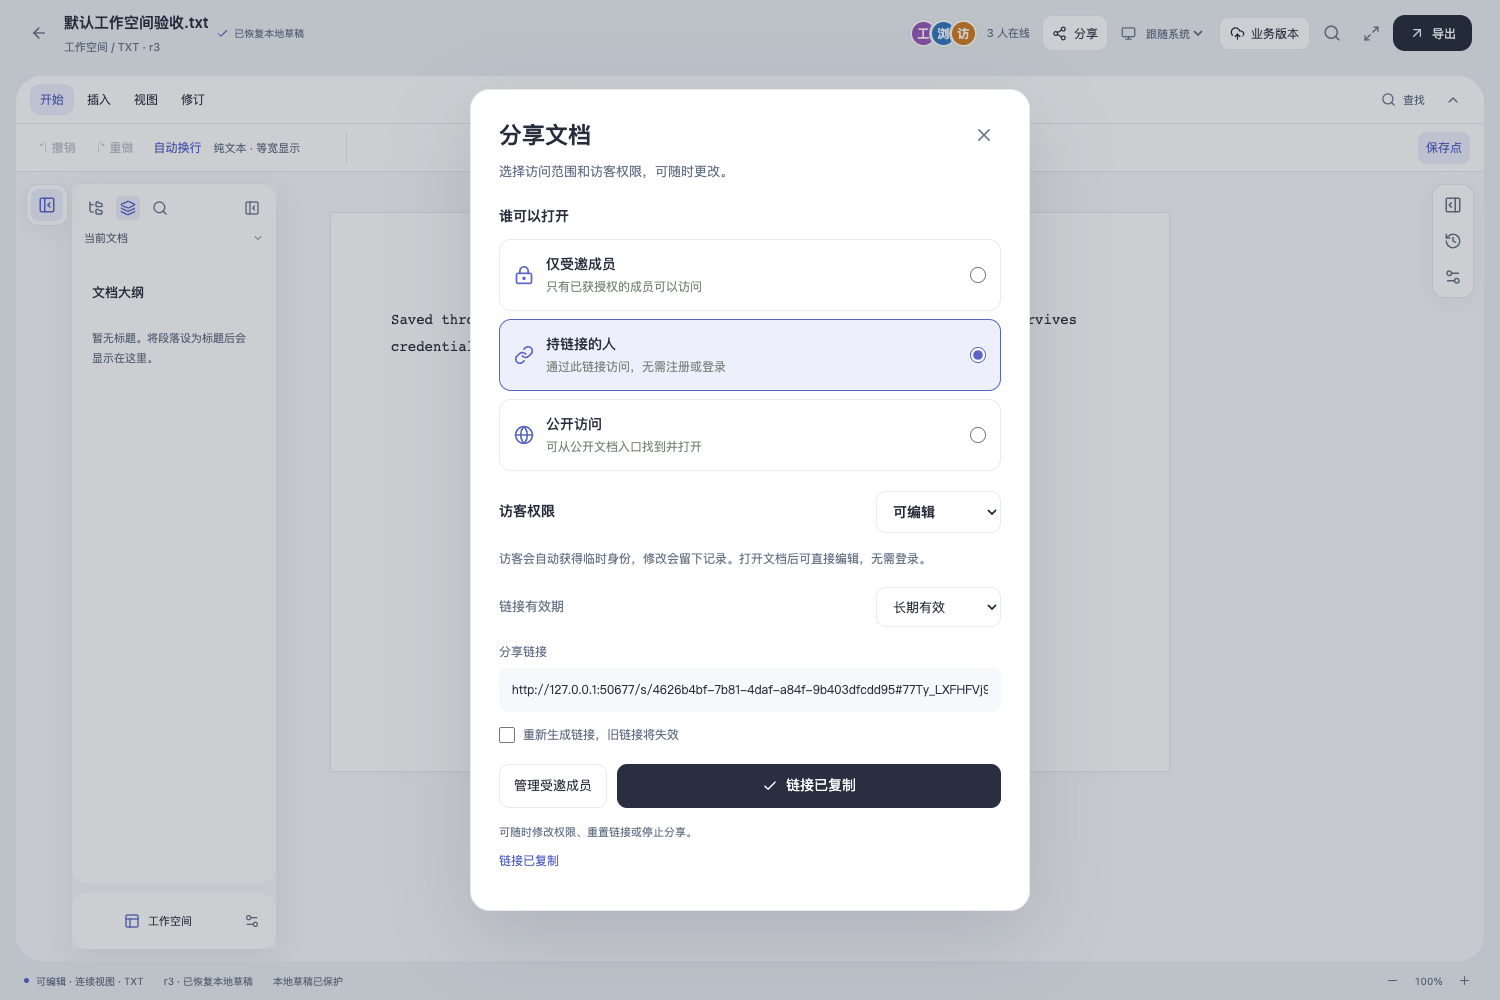 默认工作空间验收.txt
已恢复本地草稿
工作空间 / TXT · r3
工 浏 访
3 人在线
分享
跟随系统
业务版本
导出
开始 插入 视图 修订
查找
撤销 重做 自动换行 纯文本 · 等宽显示
保存点
当前文档
文档大纲
暂无标题。将段落设为标题后会
显示在这里。
工作空间
Saved thro
credential
rvives
分享文档
选择访问范围和访客权限，可随时更改。
谁可以打开
仅受邀成员
只有已获授权的成员可以访问
持链接的人
通过此链接访问，无需注册或登录
公开访问
可从公开文档入口找到并打开
访客权限
可编辑
访客会自动获得临时身份，修改会留下记录。打开文档后可直接编辑，无需登录。
链接有效期
长期有效
分享链接
http://127.0.0.1:50677/s/4626b4bf-7b81-4daf-a84f-9b403dfcdd95#77Ty_LXFHFVj9
重新生成链接，旧链接将失效
管理受邀成员
链接已复制
可随时修改权限、重置链接或停止分享。
链接已复制
可编辑 · 连续视图 · TXT r3 · 已恢复本地草稿 本地草稿已保护
100%